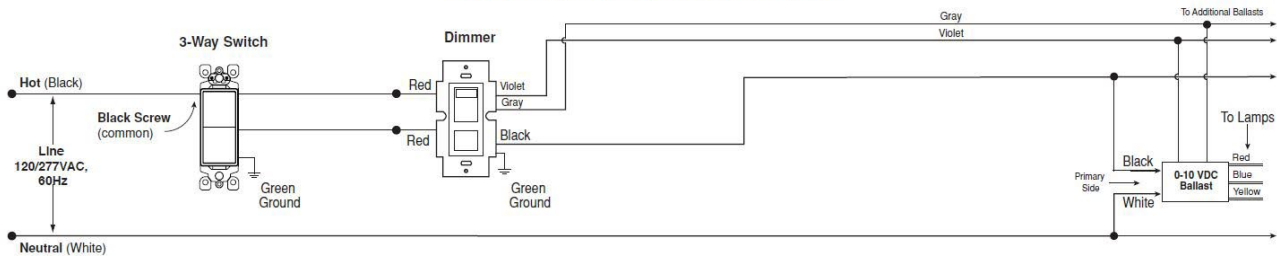 Gray
To Additional Ballasts
Violet
3-Way Switch
Dimmer
Hot (Black)
Red
Violet
Gray
Black Screw
(common)
Line
120/277VAC,
60Hz
Red
Black
To Lamps
Green
Ground
Green
Ground
Primary
Side
Black
White
0-10 VDC
Ballast
Red
Blue
Yellow
Neutral (White)